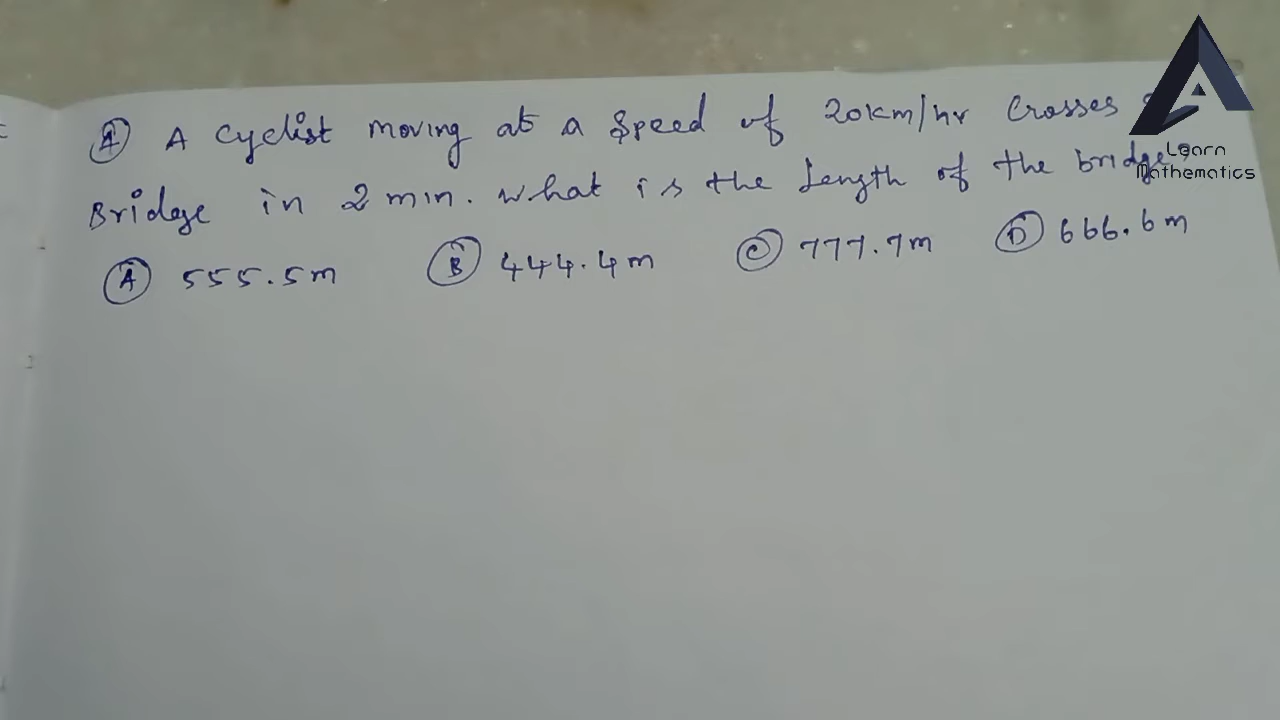 ④ A cyclist moving at a speed of 20km/hr Crosses
Bridge in 2 min. what is the length of the bridge?
Ⓐ 555.5m Ⓑ 444.4m Ⓒ 777.7m Ⓓ 666.6m
Learn
Mathematics